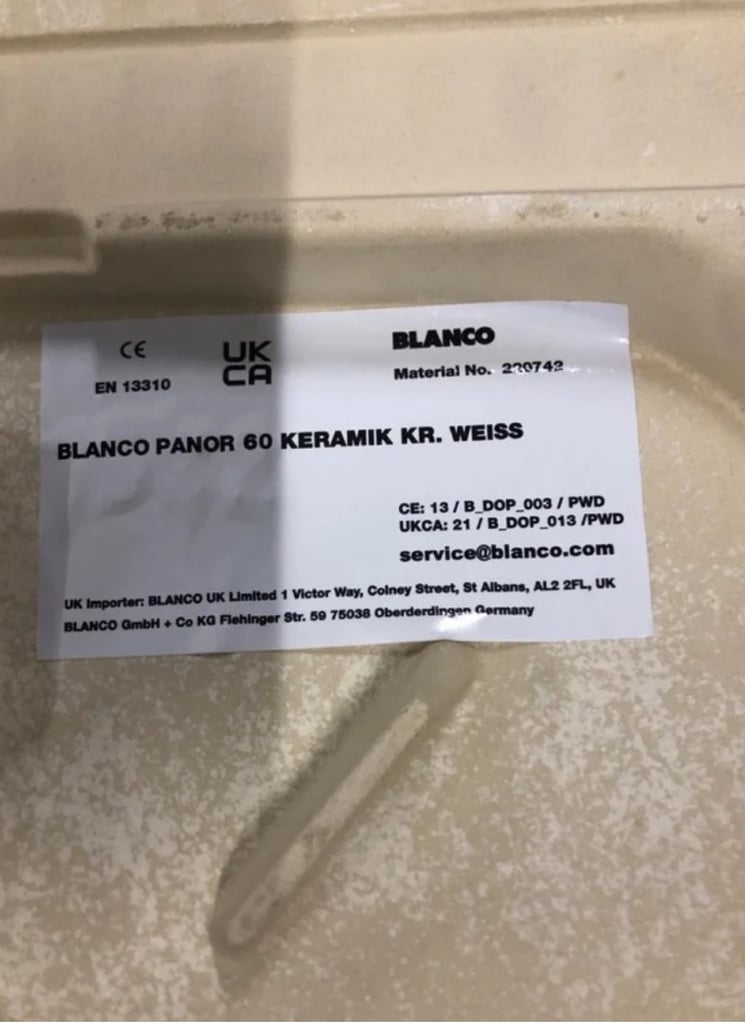 CE
EN 13310
UK
CA
BLANCO
Material No. 220742
BLANCO PANOR 60 KERAMIK KR. WEISS
CE: 13 / B_DOP_003 / PWD
UKCA: 21 / B_DOP_013 /PWD
service@blanco.com
UK Importer: BLANCO UK Limited 1 Victor Way, Colney Street, St Albans, AL2 2FL, UK
BLANCO GmbH + Co KG Flehinger Str. 59 75038 Oberderdingen Germany